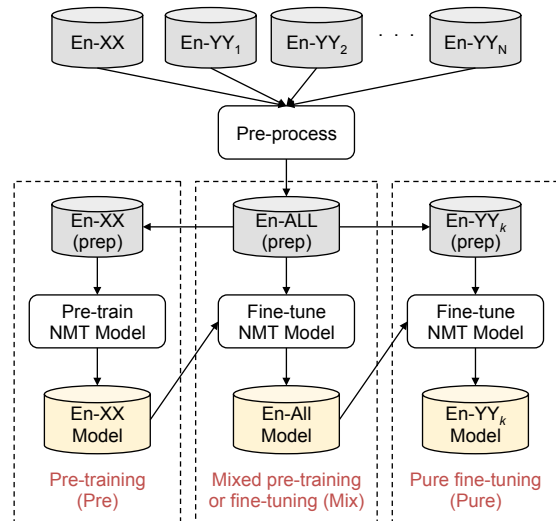 En-XX En-YY1 En-YY2 . . . En-YYN
Pre-process
En-XX
(prep)
En-ALL
(prep)
En-YYk
(prep)
Pre-train
NMT Model
Fine-tune
NMT Model
Fine-tune
NMT Model
En-XX
Model
En-All
Model
En-YYk
Model
Pre-training
(Pre)
Mixed pre-training
or fine-tuning (Mix)
Pure fine-tuning
(Pure)